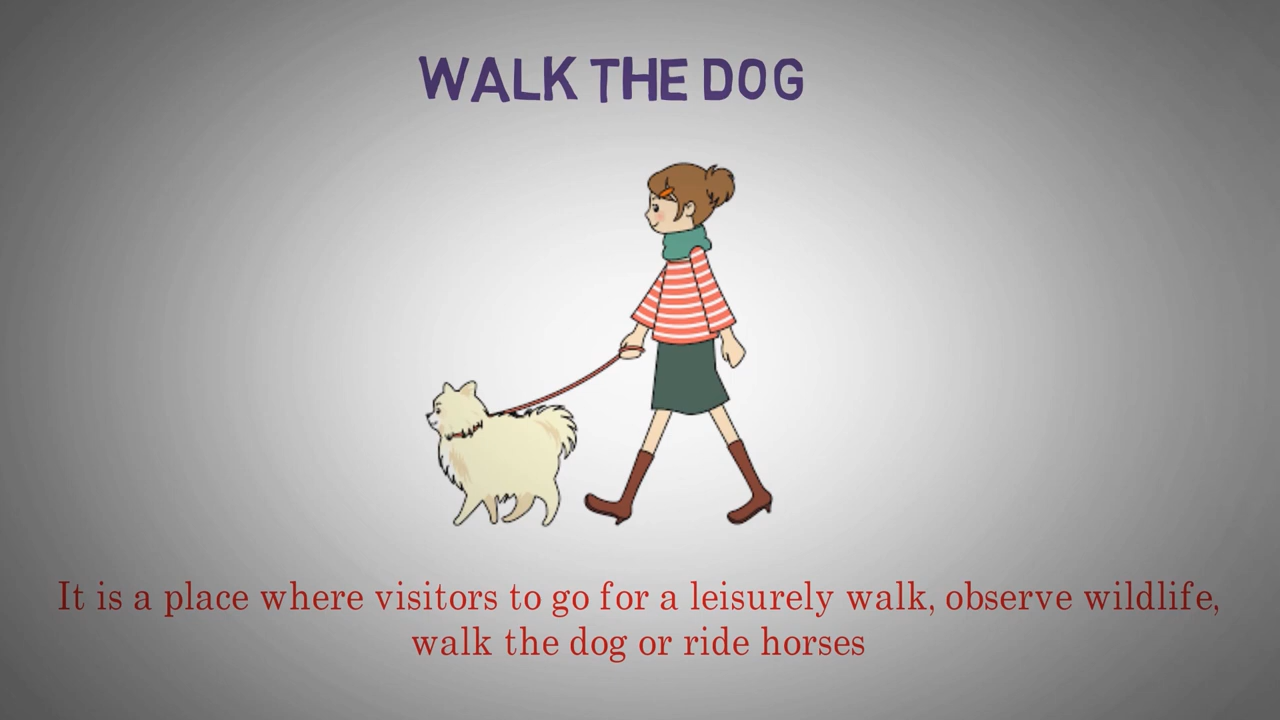 WALK THE DOG
It is a place where visitors to go for a leisurely walk, observe wildlife,
walk the dog or ride horses